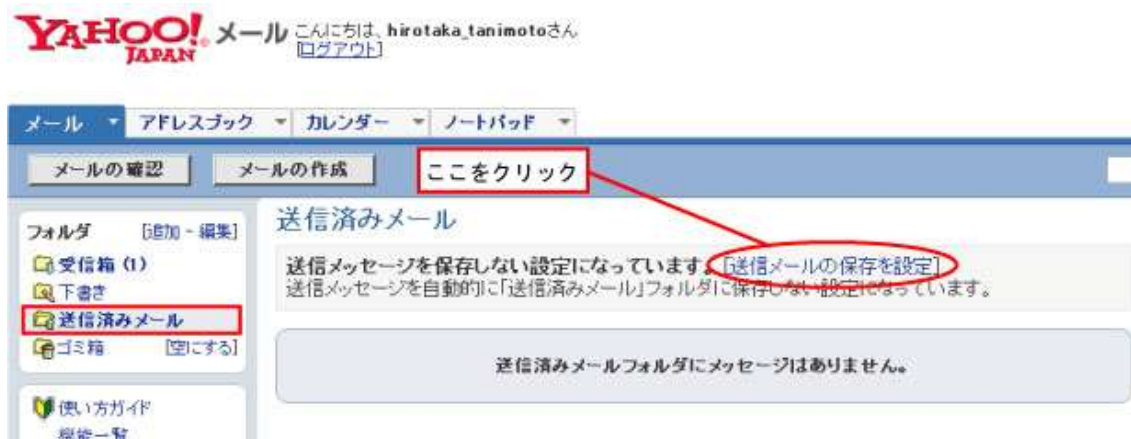 YAHOO! JAPAN メール こんにちは、hirotaka_tanimotoさん
[ログアウト]
メール アドレスブック カレンダー ノートパッド
メールの確認 メールの作成 ここをクリック
フォルダ [追加 - 編集]
受信箱 (1)
下書き
送信済みメール
ゴミ箱 [空にする]
使い方ガイド
機能一覧
送信済みメール
送信メッセージを保存しない設定になっています。[送信メールの保存を設定]
送信メッセージを自動的に「送信済みメール」フォルダに保存しない設定になっています。
送信済みメールフォルダにメッセージはありません。